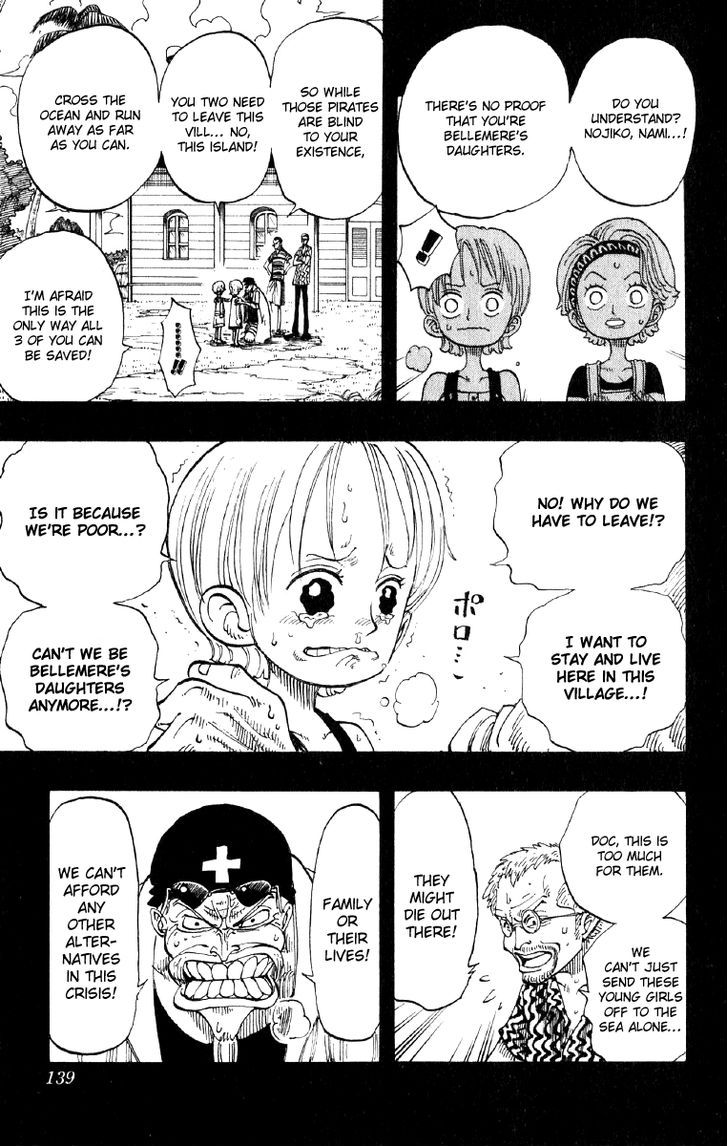 DO YOU
UNDERSTAND?
NOJIKO, NAMI...!
THERE'S NO PROOF
THAT YOU'RE
BELLEMERE'S
DAUGHTERS.
!!
SO WHILE
THOSE PIRATES
ARE BLIND
TO YOUR
EXISTENCE,
YOU TWO NEED
TO LEAVE THIS
VILL... NO,
THIS ISLAND!
CROSS THE
OCEAN AND RUN
AWAY AS FAR
AS YOU CAN.
I'M AFRAID
THIS IS THE
ONLY WAY ALL
3 OF YOU CAN
BE SAVED!
......!!
NO! WHY DO WE
HAVE TO LEAVE!?
I WANT TO
STAY AND LIVE
HERE IN THIS
VILLAGE...!
ポロ…
IS IT BECAUSE
WE'RE POOR...?
CAN'T WE BE
BELLEMERE'S
DAUGHTERS
ANYMORE...!?
DOC, THIS IS
TOO MUCH
FOR THEM.
WE
CAN'T JUST
SEND THESE
YOUNG GIRLS
OFF TO THE
SEA ALONE...
THEY
MIGHT
DIE OUT
THERE!
FAMILY
OR
THEIR
LIVES!
WE CAN'T
AFFORD
ANY
OTHER
ALTER-
NATIVES
IN THIS
CRISIS!
139